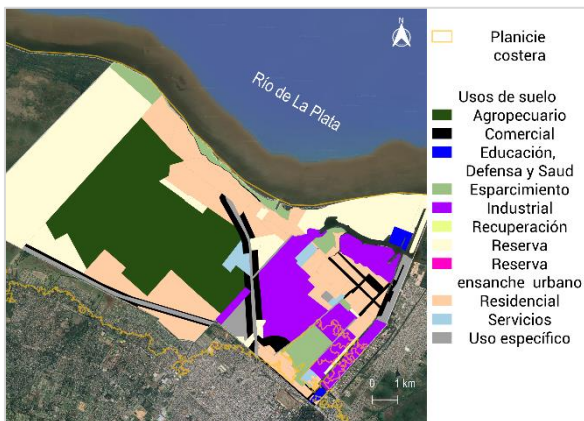 N
Río de La Plata
0 1 km
Planicie
costera
Usos de suelo
Agropecuario
Comercial
Educación,
Defensa y Saud
Esparcimiento
Industrial
Recuperación
Reserva
Reserva
ensanche urbano
Residencial
Servicios
Uso específico